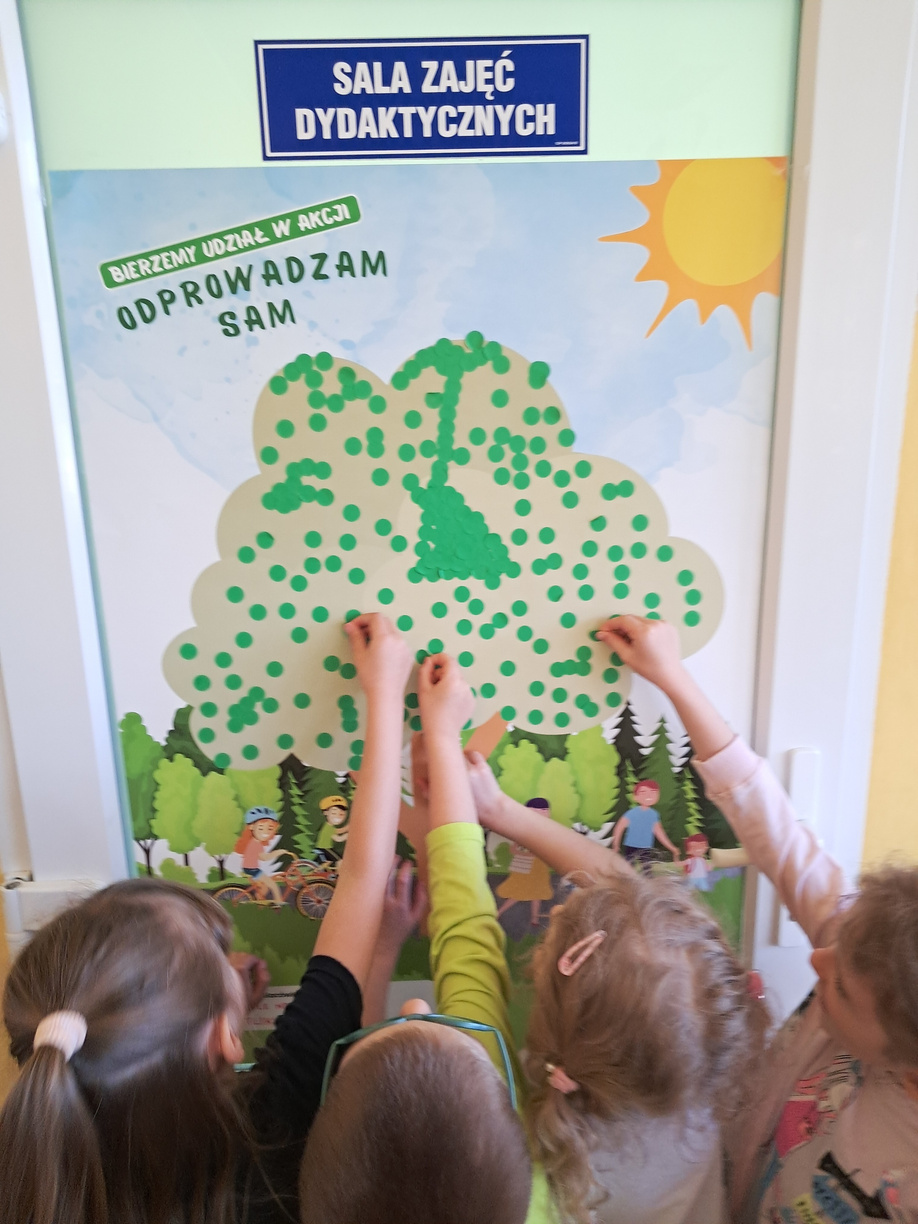 SALA ZAJĘĆ
DYDAKTYCZNYCH
BIERZEMY UDZIAŁ W AKCJI
ODPROWADZAM
SAM